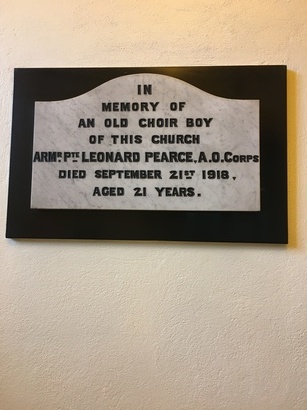 IN
MEMORY OF
AN OLD CHOIR BOY
OF THIS CHURCH
ARMR PTE LEONARD PEARCE, A.O.CORPS
DIED SEPTEMBER 21ST 1918,
AGED 21 YEARS.